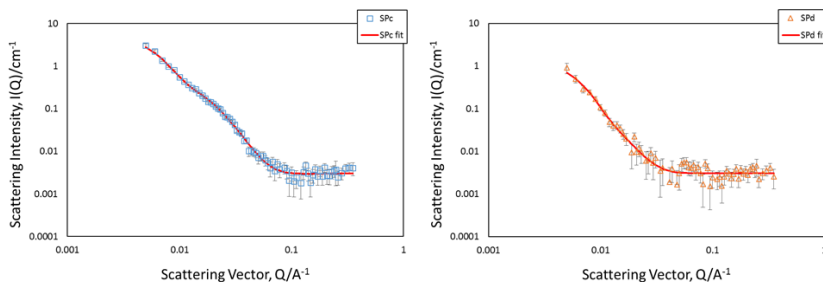 SPc
SPc fit
10
1
0.1
0.01
0.001
0.0001
0.001
0.01
0.1
1
Scattering Intensity, I(Q)/cm-1
Scattering Vector, Q/A-1
SPd
SPd fit
10
1
0.1
0.01
0.001
0.0001
0.001
0.01
0.1
1
Scattering Intensity, I(Q)/cm-1
Scattering Vector, Q/A-1